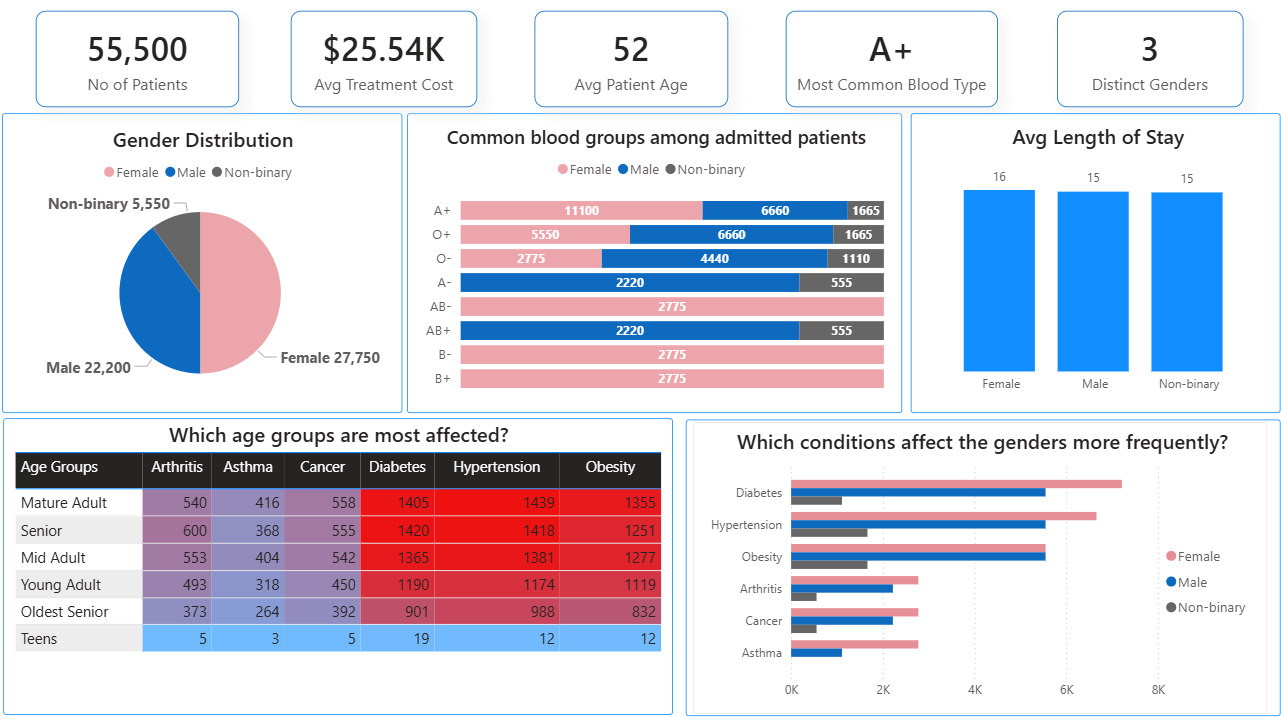 55,500
No of Patients
$25.54K
Avg Treatment Cost
52
Avg Patient Age
A+
Most Common Blood Type
3
Distinct Genders
Gender Distribution
Female Male Non-binary
Non-binary 5,550
Male 22,200
Female 27,750
Common blood groups among admitted patients
Female Male Non-binary
A+ 11100 6660 1665
O+ 5550 6660 1665
O- 2775 4440 1110
A- 2220 555
AB- 2775
AB+ 2220 555
B- 2775
B+ 2775
Avg Length of Stay
16 15 15
Female Male Non-binary
Which age groups are most affected?
Age Groups Arthritis Asthma Cancer Diabetes Hypertension Obesity
Mature Adult 540 416 558 1405 1439 1355
Senior 600 368 555 1420 1418 1251
Mid Adult 553 404 542 1365 1381 1277
Young Adult 493 318 450 1190 1174 1119
Oldest Senior 373 264 392 901 988 832
Teens 5 3 5 19 12 12
Which conditions affect the genders more frequently?
Diabetes
Hypertension
Obesity
Arthritis
Cancer
Asthma
0K 2K 4K 6K 8K
Female
Male
Non-binary